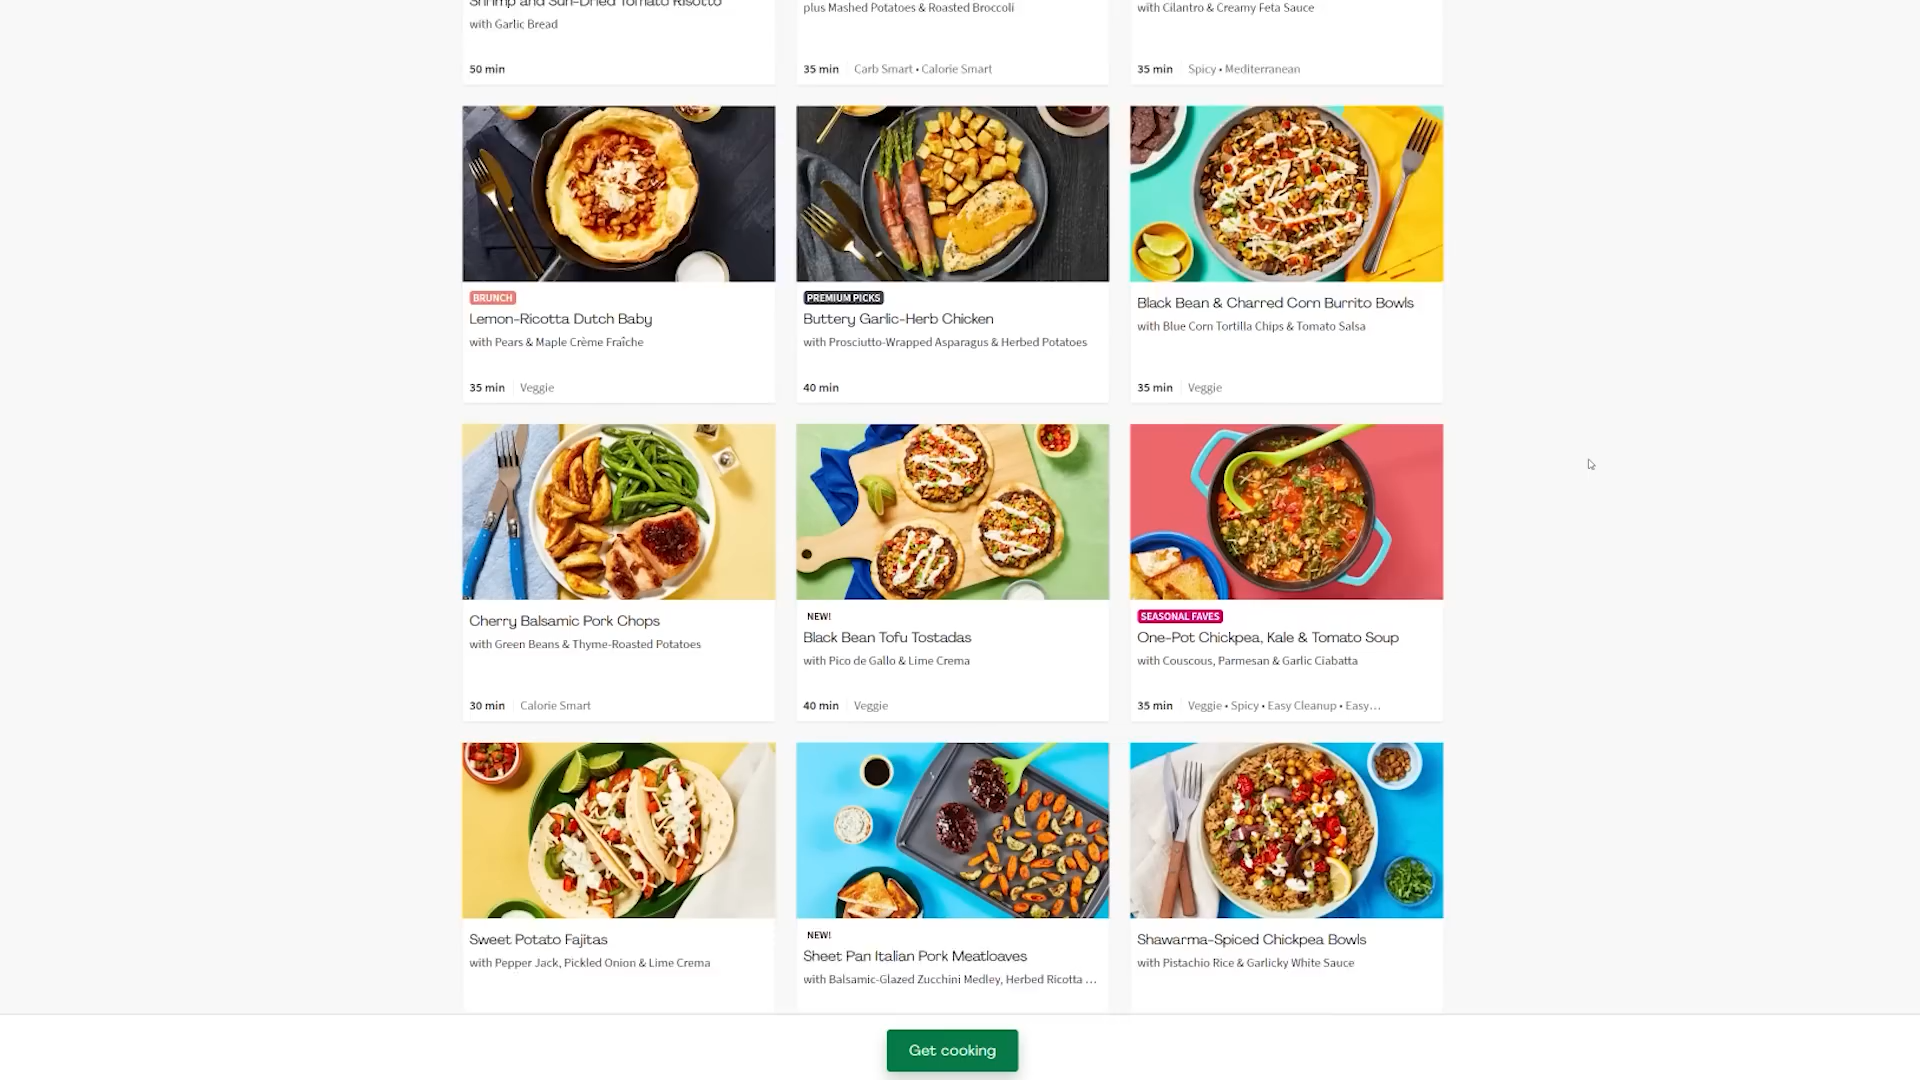 Shrimp and Sun-Dried Tomato Risotto
with Garlic Bread
50 min
plus Mashed Potatoes & Roasted Broccoli
35 min Carb Smart • Calorie Smart
with Cilantro & Creamy Feta Sauce
35 min Spicy • Mediterranean
BRUNCH
Lemon-Ricotta Dutch Baby
with Pears & Maple Crème Fraîche
35 min Veggie
PREMIUM PICKS
Buttery Garlic-Herb Chicken
with Prosciutto-Wrapped Asparagus & Herbed Potatoes
40 min
Black Bean & Charred Corn Burrito Bowls
with Blue Corn Tortilla Chips & Tomato Salsa
35 min Veggie
Cherry Balsamic Pork Chops
with Green Beans & Thyme-Roasted Potatoes
30 min Calorie Smart
NEW!
Black Bean Tofu Tostadas
with Pico de Gallo & Lime Crema
40 min Veggie
SEASONAL FAVES
One-Pot Chickpea, Kale & Tomato Soup
with Couscous, Parmesan & Garlic Ciabatta
35 min Veggie • Spicy • Easy Cleanup • Easy...
Sweet Potato Fajitas
with Pepper Jack, Pickled Onion & Lime Crema
NEW!
Sheet Pan Italian Pork Meatloaves
with Balsamic-Glazed Zucchini Medley, Herbed Ricotta ...
Shawarma-Spiced Chickpea Bowls
with Pistachio Rice & Garlicky White Sauce
Get cooking